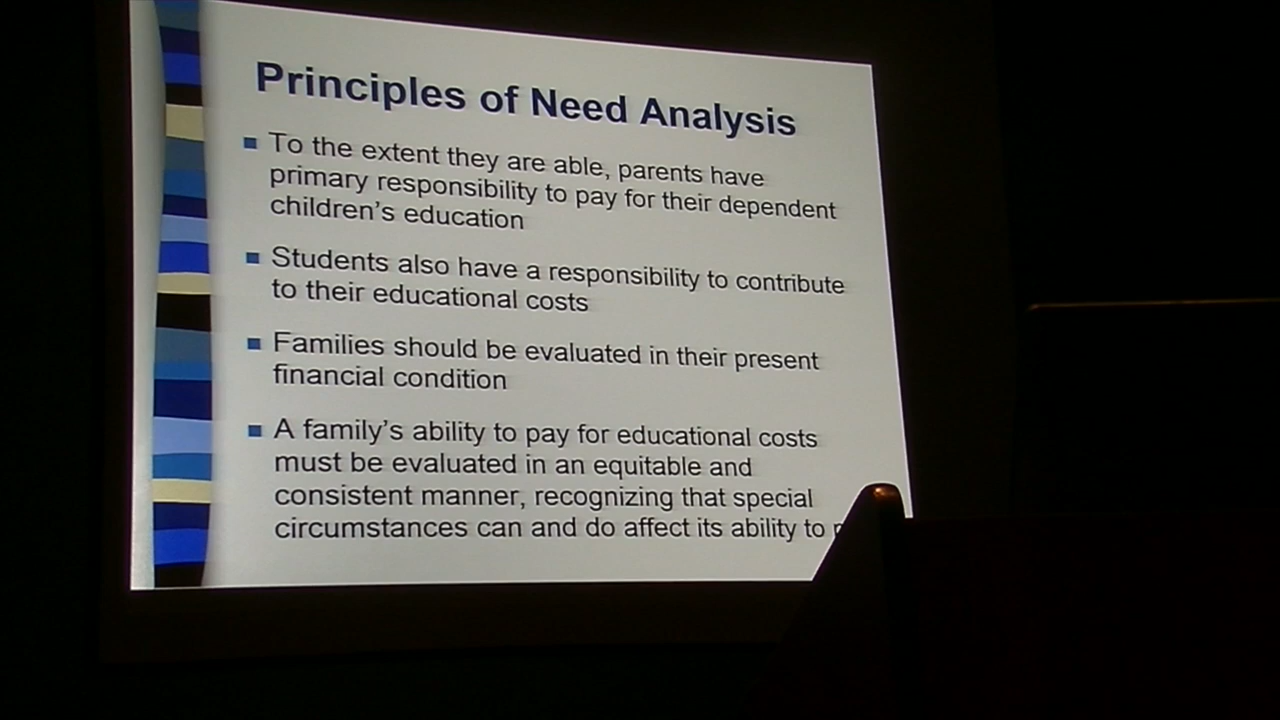 Principles of Need Analysis
To the extent they are able, parents have
primary responsibility to pay for their dependent
children's education
Students also have a responsibility to contribute
to their educational costs
Families should be evaluated in their present
financial condition
A family's ability to pay for educational costs
must be evaluated in an equitable and
consistent manner, recognizing that special
circumstances can and do affect its ability to